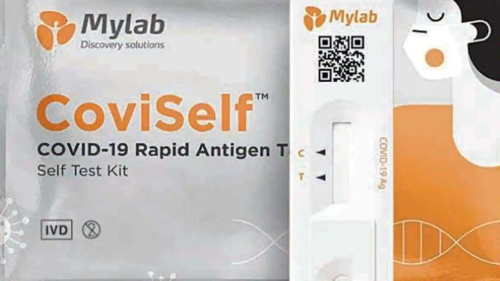 Mylab
Discovery solutions
CoviSelf™
COVID-19 Rapid Antigen T
Self Test Kit
IVD
Mylab
C
T
COVID-19 Ag